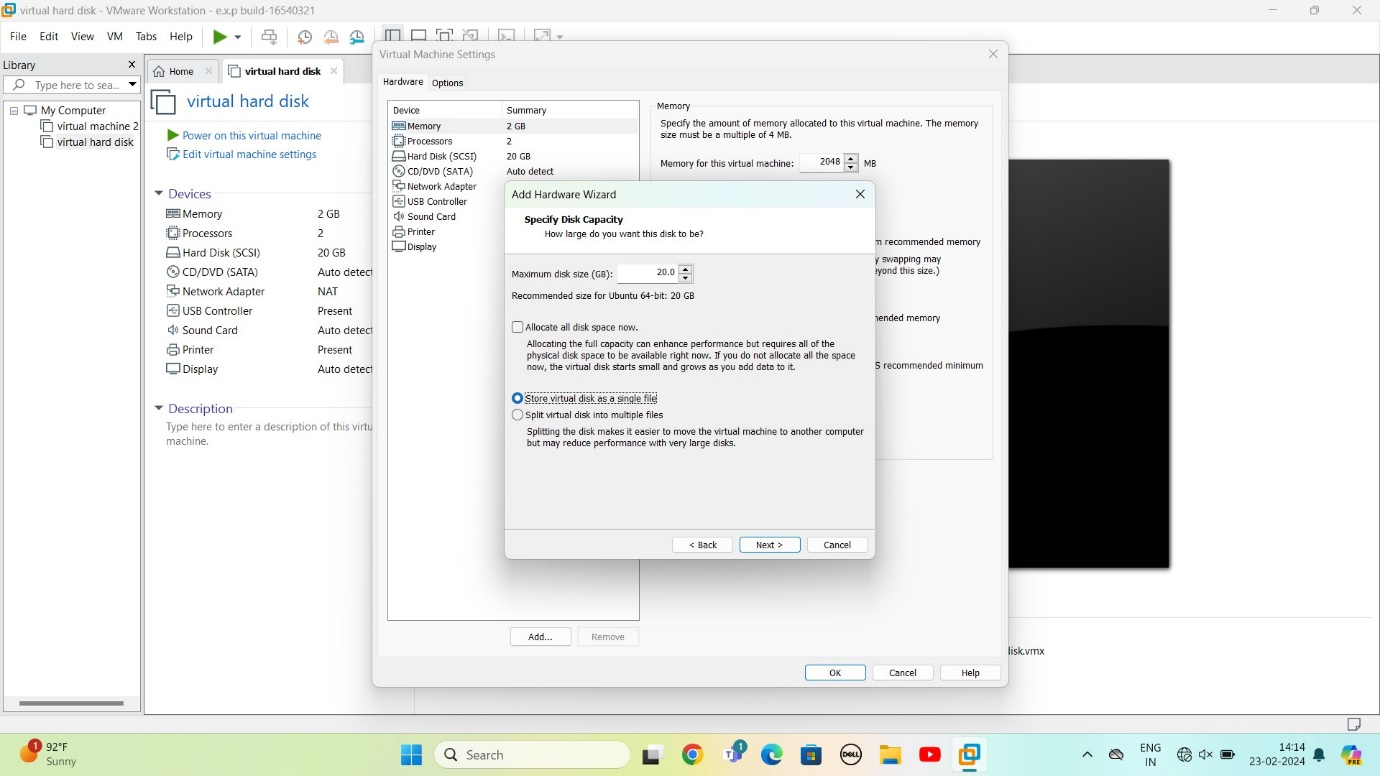 virtual hard disk - VMware Workstation - e.x.p build-16540321
File Edit View VM Tabs Help
Library
Type here to sea...
My Computer
virtual machine 2
virtual hard disk
Home
virtual hard disk
virtual hard disk
Power on this virtual machine
Edit virtual machine settings
Devices
Memory 2 GB
Processors 2
Hard Disk (SCSI) 20 GB
CD/DVD (SATA) Auto detect
Network Adapter NAT
USB Controller Present
Sound Card Auto detect
Printer Present
Display Auto detect
Description
Type here to enter a description of this virtu
machine.
Virtual Machine Settings
Hardware Options
Device Summary
Memory 2 GB
Processors 2
Hard Disk (SCSI) 20 GB
CD/DVD (SATA) Auto detect
Network Adapter
USB Controller
Sound Card
Printer
Display
Add... Remove
Memory
Specify the amount of memory allocated to this virtual machine. The memory
size must be a multiple of 4 MB.
Memory for this virtual machine: 2048 MB
m recommended memory
y swapping may
eyond this size.)
ended memory
S recommended minimum
Add Hardware Wizard
Specify Disk Capacity
How large do you want this disk to be?
Maximum disk size (GB): 20.0
Recommended size for Ubuntu 64-bit: 20 GB
Allocate all disk space now.
Allocating the full capacity can enhance performance but requires all of the
physical disk space to be available right now. If you do not allocate all the space
now, the virtual disk starts small and grows as you add data to it.
Store virtual disk as a single file
Split virtual disk into multiple files
Splitting the disk makes it easier to move the virtual machine to another computer
but may reduce performance with very large disks.
< Back Next > Cancel
OK Cancel Help
lisk.vmx
1
92°F
Sunny
Search
1
DELL
ENG
IN
14:14
23-02-2024
PRE